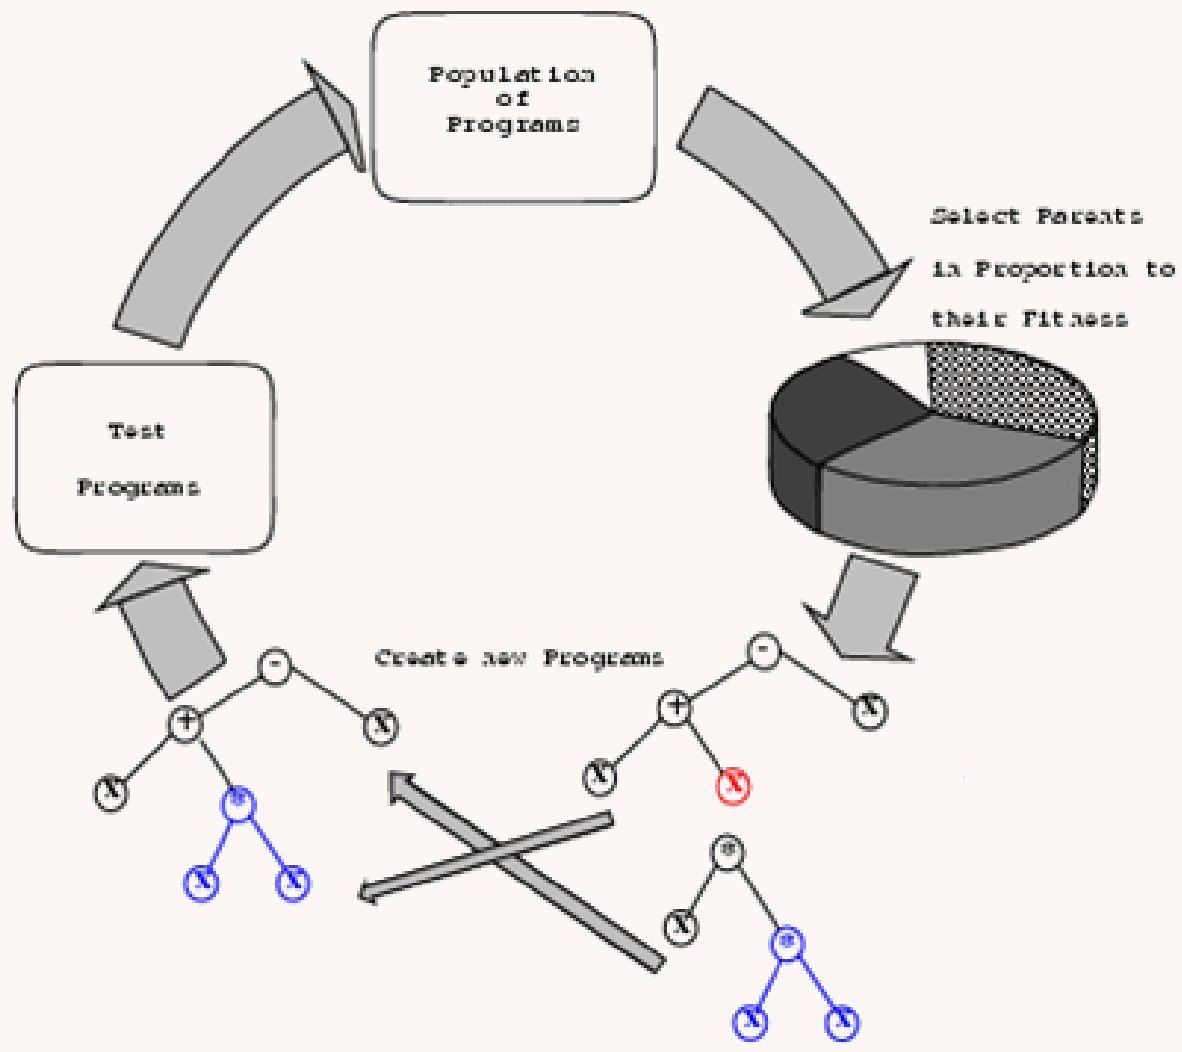 Population
of
Programs
Select Parents
in Proportion to
their Fitness
Test
Programs
Create new Programs
-
+
X
X
*
X
X
-
+
X
X
X
*
X
*
X
X